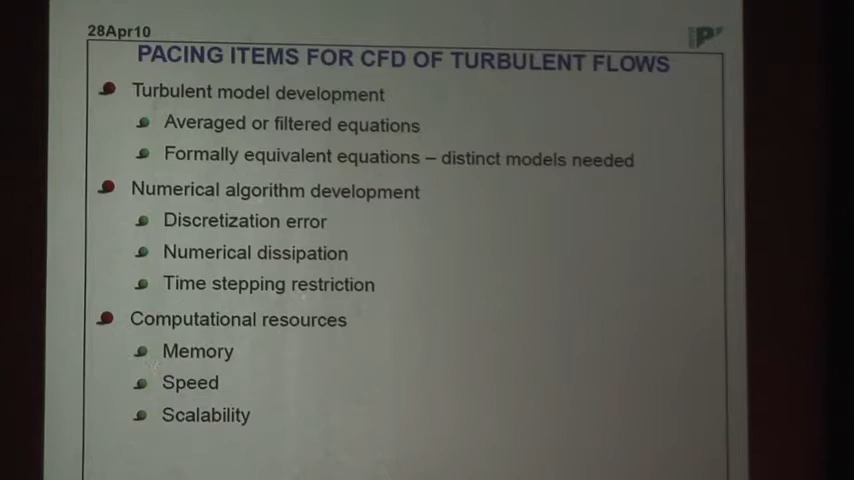 28Apr10
PACING ITEMS FOR CFD OF TURBULENT FLOWS
Turbulent model development
Averaged or filtered equations
Formally equivalent equations – distinct models needed
Numerical algorithm development
Discretization error
Numerical dissipation
Time stepping restriction
Computational resources
Memory
Speed
Scalability